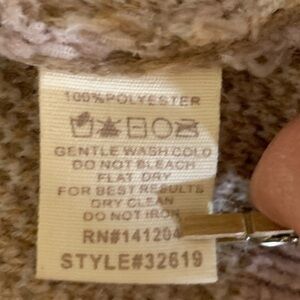 100% POLYESTER
GENTLE WASH COLD
DO NOT BLEACH
FLAT DRY
FOR BEST RESULTS
DRY CLEAN
DO NOT IRON
RN#141204
STYLE#32619